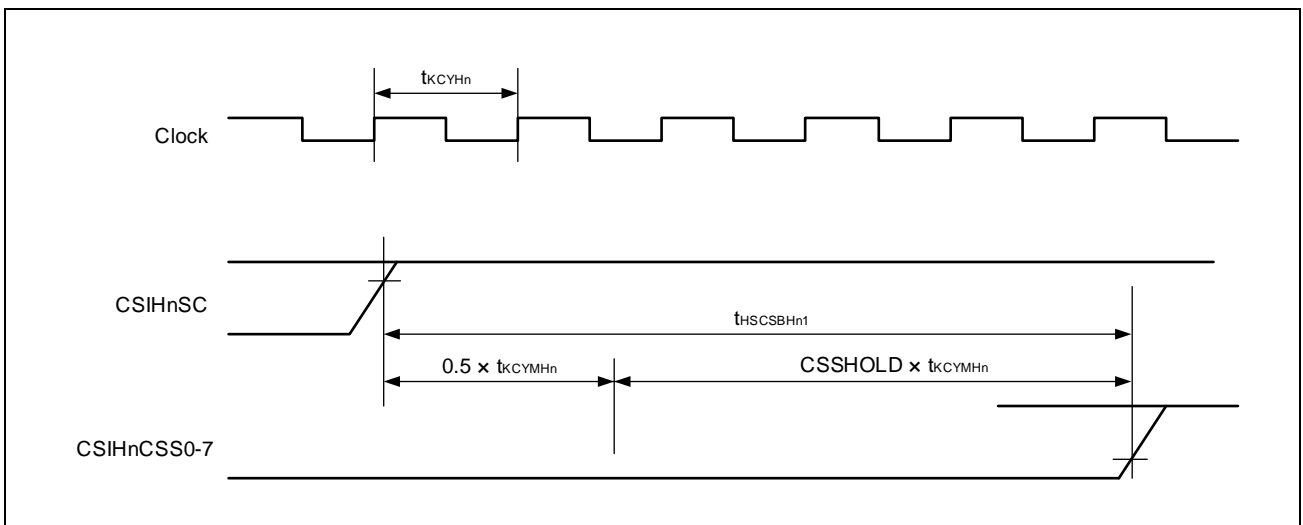 tKCYHn
Clock
CSIHnSC
tHSCSBHn1
0.5 × tKCYMHn
CSSHOLD × tKCYMHn
CSIHnCSS0-7